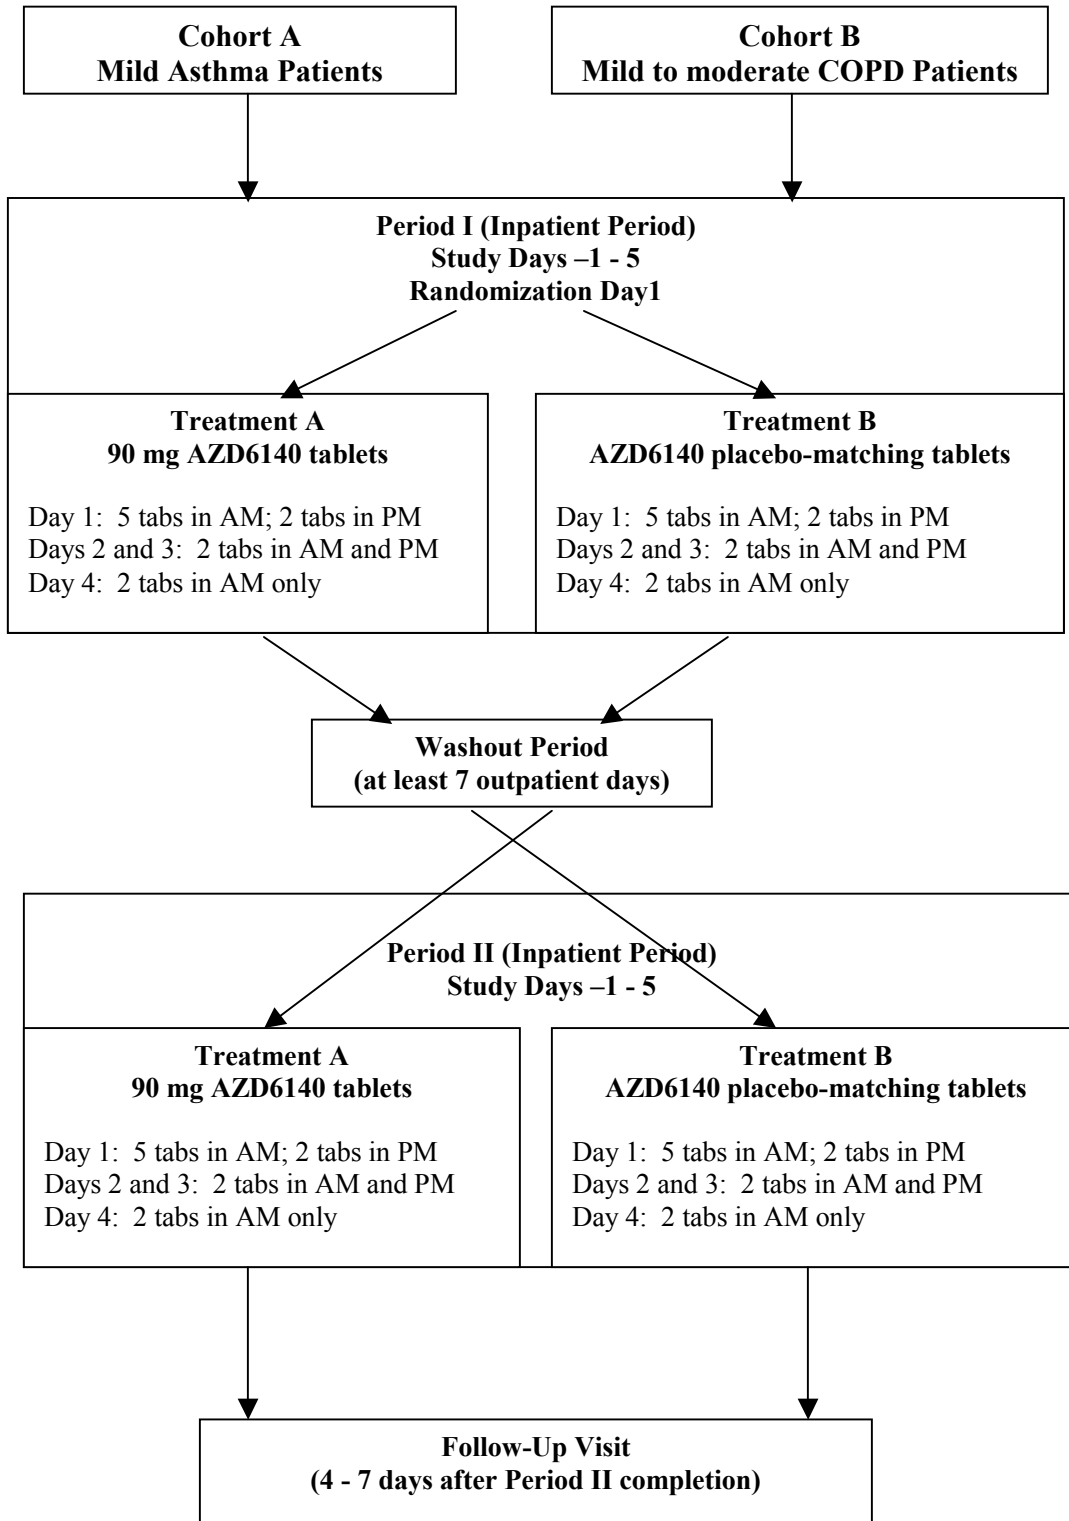 Cohort A
Mild Asthma Patients
Cohort B
Mild to moderate COPD Patients
Period I (Inpatient Period)
Study Days –1 - 5
Randomization Day1
Treatment A
90 mg AZD6140 tablets
Day 1:  5 tabs in AM; 2 tabs in PM
Days 2 and 3:  2 tabs in AM and PM
Day 4:  2 tabs in AM only
Treatment B
AZD6140 placebo-matching tablets
Day 1:  5 tabs in AM; 2 tabs in PM
Days 2 and 3:  2 tabs in AM and PM
Day 4:  2 tabs in AM only
Washout Period
(at least 7 outpatient days)
Period II (Inpatient Period)
Study Days –1 - 5
Treatment A
90 mg AZD6140 tablets
Day 1:  5 tabs in AM; 2 tabs in PM
Days 2 and 3:  2 tabs in AM and PM
Day 4:  2 tabs in AM only
Treatment B
AZD6140 placebo-matching tablets
Day 1:  5 tabs in AM; 2 tabs in PM
Days 2 and 3:  2 tabs in AM and PM
Day 4:  2 tabs in AM only
Follow-Up Visit
(4 - 7 days after Period II completion)